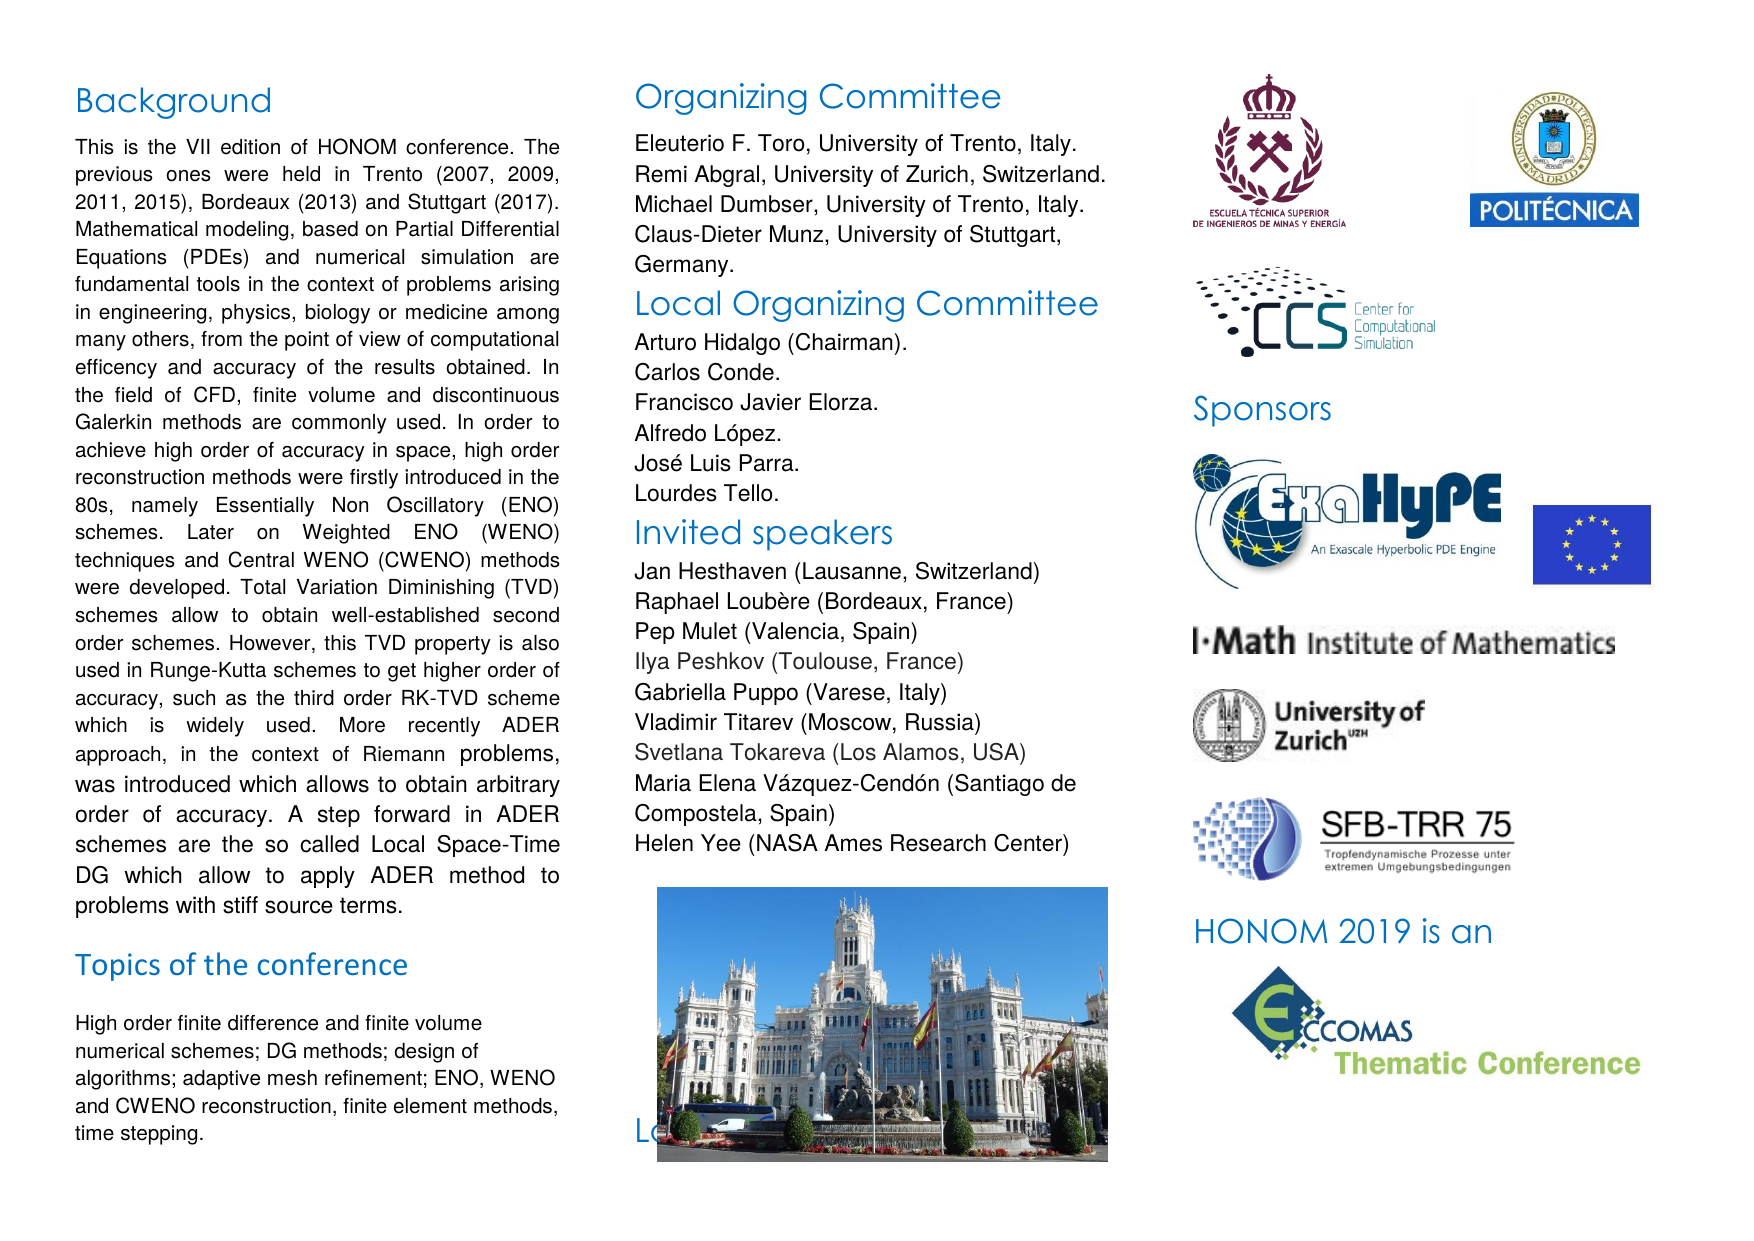 Background
This is the VII edition of HONOM conference. The
previous ones were held in Trento (2007, 2009,
2011, 2015), Bordeaux (2013) and Stuttgart (2017).
Mathematical modeling, based on Partial Differential
Equations (PDEs) and numerical simulation are
fundamental tools in the context of problems arising
in engineering, physics, biology or medicine among
many others, from the point of view of computational
efficency and accuracy of the results obtained. In
the field of CFD, finite volume and discontinuous
Galerkin methods are commonly used. In order to
achieve high order of accuracy in space, high order
reconstruction methods were firstly introduced in the
80s, namely Essentially Non Oscillatory (ENO)
schemes. Later on Weighted ENO (WENO)
techniques and Central WENO (CWENO) methods
were developed. Total Variation Diminishing (TVD)
schemes allow to obtain well-established second
order schemes. However, this TVD property is also
used in Runge-Kutta schemes to get higher order of
accuracy, such as the third order RK-TVD scheme
which is widely used. More recently ADER
approach, in the context of Riemann problems,
was introduced which allows to obtain arbitrary
order of accuracy. A step forward in ADER
schemes are the so called Local Space-Time
DG which allow to apply ADER method to
problems with stiff source terms.
Topics of the conference
High order finite difference and finite volume
numerical schemes; DG methods; design of
algorithms; adaptive mesh refinement; ENO, WENO
and CWENO reconstruction, finite element methods,
time stepping.
Organizing Committee
Eleuterio F. Toro, University of Trento, Italy.
Remi Abgral, University of Zurich, Switzerland.
Michael Dumbser, University of Trento, Italy.
Claus-Dieter Munz, University of Stuttgart,
Germany.
Local Organizing Committee
Arturo Hidalgo (Chairman).
Carlos Conde.
Francisco Javier Elorza.
Alfredo López.
José Luis Parra.
Lourdes Tello.
Invited speakers
Jan Hesthaven (Lausanne, Switzerland)
Raphael Loubère (Bordeaux, France)
Pep Mulet (Valencia, Spain)
Ilya Peshkov (Toulouse, France)
Gabriella Puppo (Varese, Italy)
Vladimir Titarev (Moscow, Russia)
Svetlana Tokareva (Los Alamos, USA)
Maria Elena Vázquez-Cendón (Santiago de
Compostela, Spain)
Helen Yee (NASA Ames Research Center)
ESCUELA TÉCNICA SUPERIOR
DE INGENIEROS DE MINAS Y ENERGÍA
UNIVERSIDAD POLITÉCNICA
MADRID
POLITÉCNICA
CCS Center for
Computational
Simulation
Sponsors
ExaHyPE
An Exascale Hyperbolic PDE Engine
I·Math Institute of Mathematics
University of
Zurich UZH
SFB-TRR 75
Tropfendynamische Prozesse unter
extremen Umgebungsbedingungen
HONOM 2019 is an
ECCOMAS
Thematic Conference